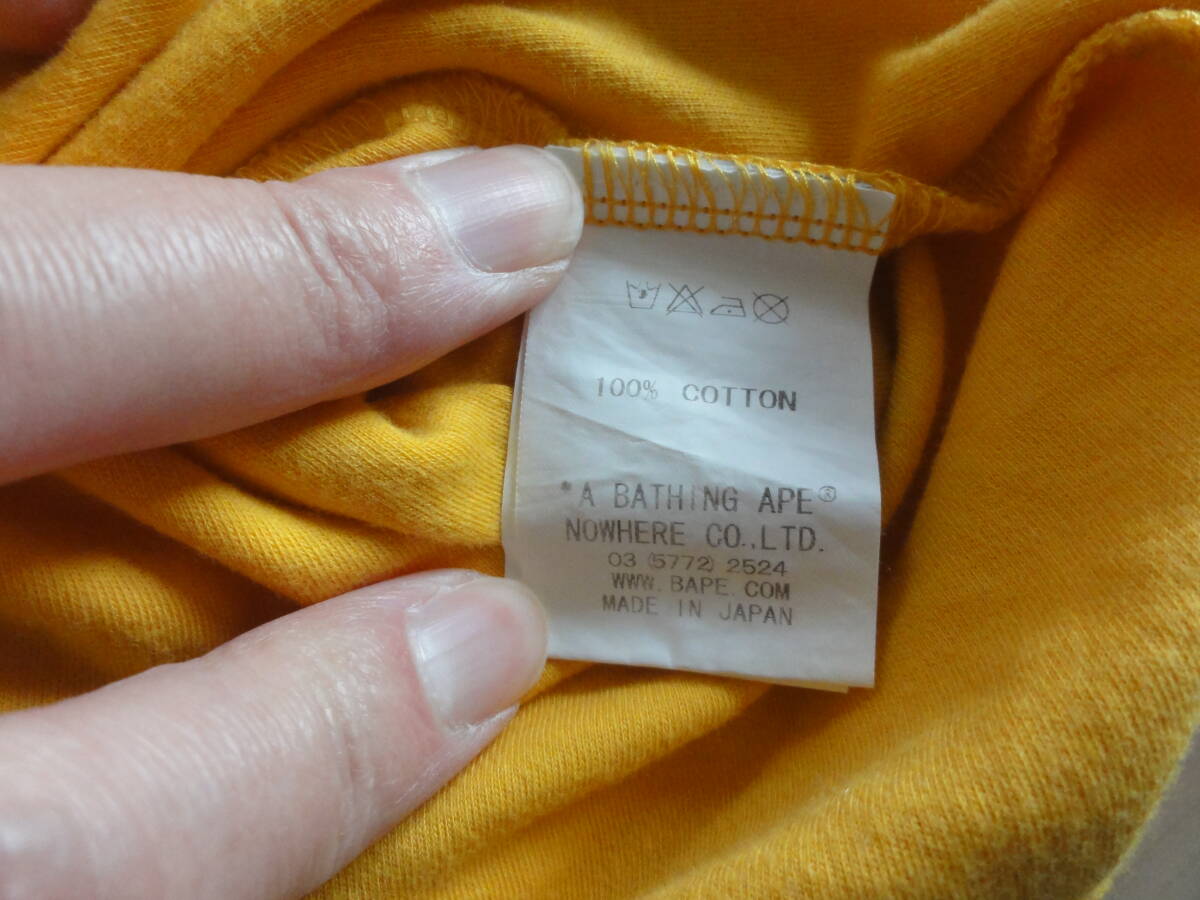 100% COTTON
*A BATHING APE®
NOWHERE CO.,LTD.
03 (5772) 2524
WWW.BAPE.COM
MADE IN JAPAN